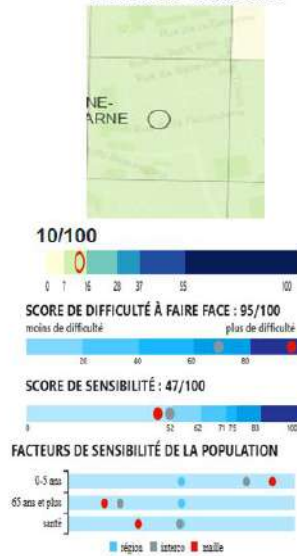 NE-
ARNE
10/100
0 7 16 28 37 55 100
SCORE DE DIFFICULTÉ À FAIRE FACE : 95/100
moins de difficulté plus de difficulté
20 40 60 80
SCORE DE SENSIBILITÉ : 47/100
0 52 62 71 75 83 100
FACTEURS DE SENSIBILITÉ DE LA POPULATION
0-5 ans
65 ans et plus
santé
région interco maille